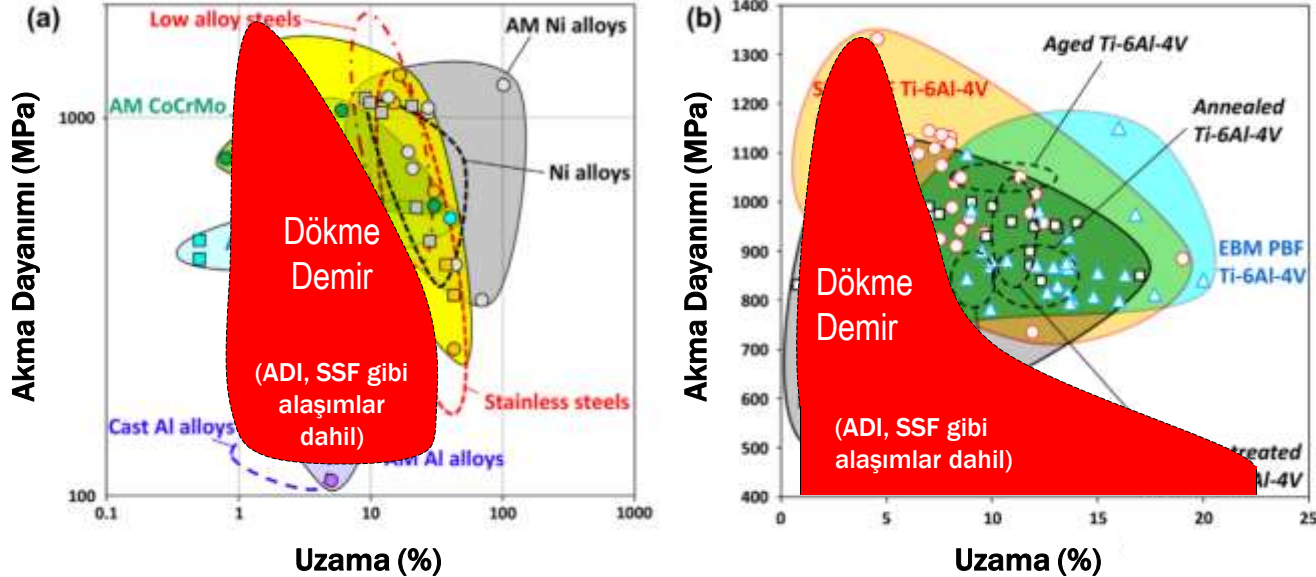 (a)
Low alloy steels
AM Ni alloys
AM CoCrMo
Ni alloys
Dökme
Demir
(ADI, SSF gibi
alaşımlar
dahil)
Stainless steels
Cast Al alloys
AM Al alloys
Akma Dayanımı (MPa)
1000
100
0.1
1
10
100
1000
Uzama (%)
(b)
Aged Ti-6Al-4V
Ti-6Al-4V
Annealed
Ti-6Al-4V
EBM PBF
Ti-6Al-4V
Dökme
Demir
(ADI, SSF gibi
alaşımlar dahil)
Akma Dayanımı (MPa)
1400
1300
1200
1100
1000
900
800
700
600
500
400
0
5
10
15
20
25
Uzama (%)